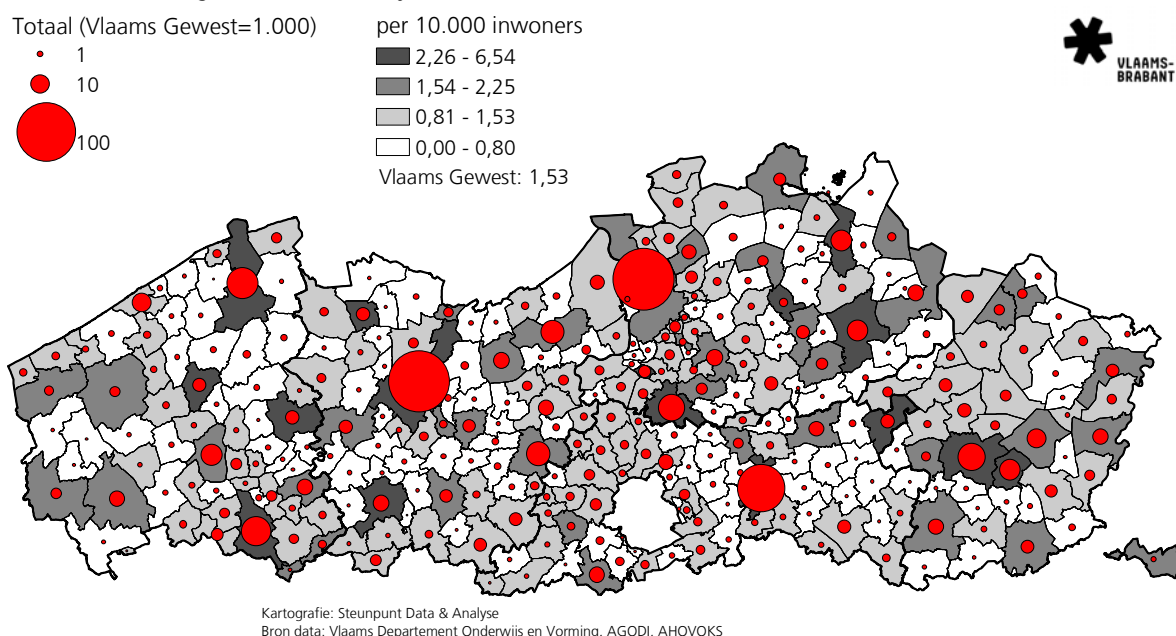 Totaal (Vlaams Gewest=1.000)
1
10
100
per 10.000 inwoners
2,26 - 6,54
1,54 - 2,25
0,81 - 1,53
0,00 - 0,80
Vlaams Gewest: 1,53
VLAAMS-
BRABANT
Kartografie: Steunpunt Data & Analyse
Bron data: Vlaams Departement Onderwijs en Vorming, AGODI, AHOVOKS